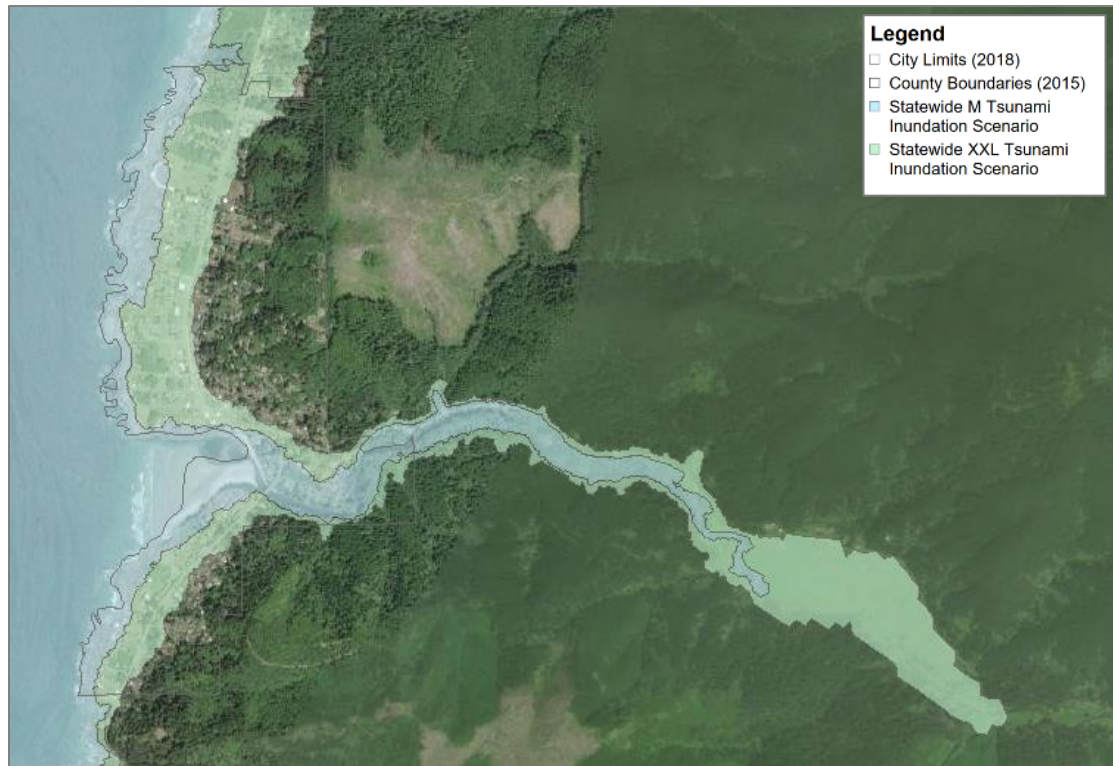 Legend
City Limits (2018)
County Boundaries (2015)
Statewide M Tsunami
Inundation Scenario
Statewide XXL Tsunami
Inundation Scenario